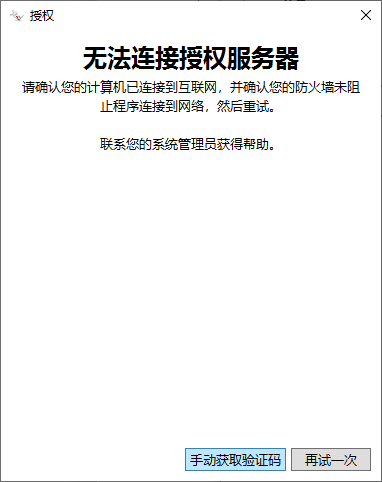 授权
无法连接授权服务器
请确认您的计算机已连接到互联网，并确认您的防火墙未阻
止程序连接到网络，然后重试。
联系您的系统管理员获得帮助。
手动获取验证码
再试一次